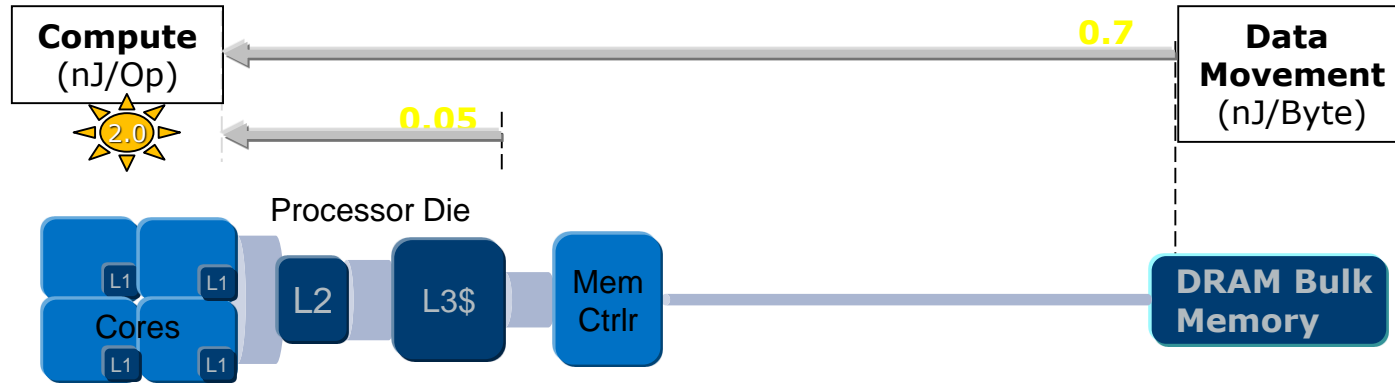 Compute
(nJ/Op)
0.7
Data
Movement
(nJ/Byte)
2.0
0.05
Processor Die
L1
L1
L2
L3$
Mem
Ctrlr
DRAM Bulk
Memory
Cores
L1
L1